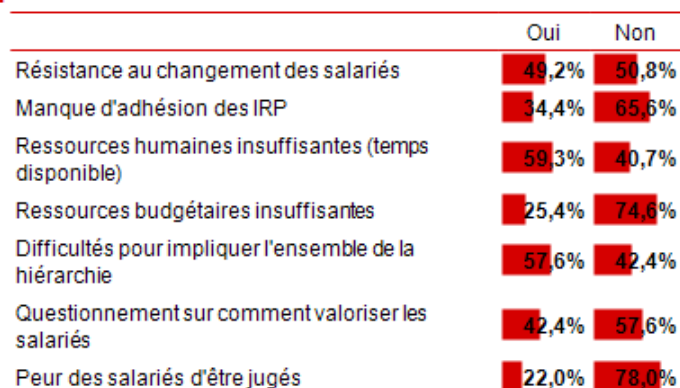 Oui Non
Résistance au changement des salariés 49,2% 50,8%
Manque d'adhésion des IRP 34,4% 65,6%
Ressources humaines insuffisantes (temps
disponible) 59,3% 40,7%
Ressources budgétaires insuffisantes 25,4% 74,6%
Difficultés pour impliquer l'ensemble de la
hiérarchie 57,6% 42,4%
Questionnement sur comment valoriser les
salariés 42,4% 57,6%
Peur des salariés d'être jugés 22,0% 78,0%